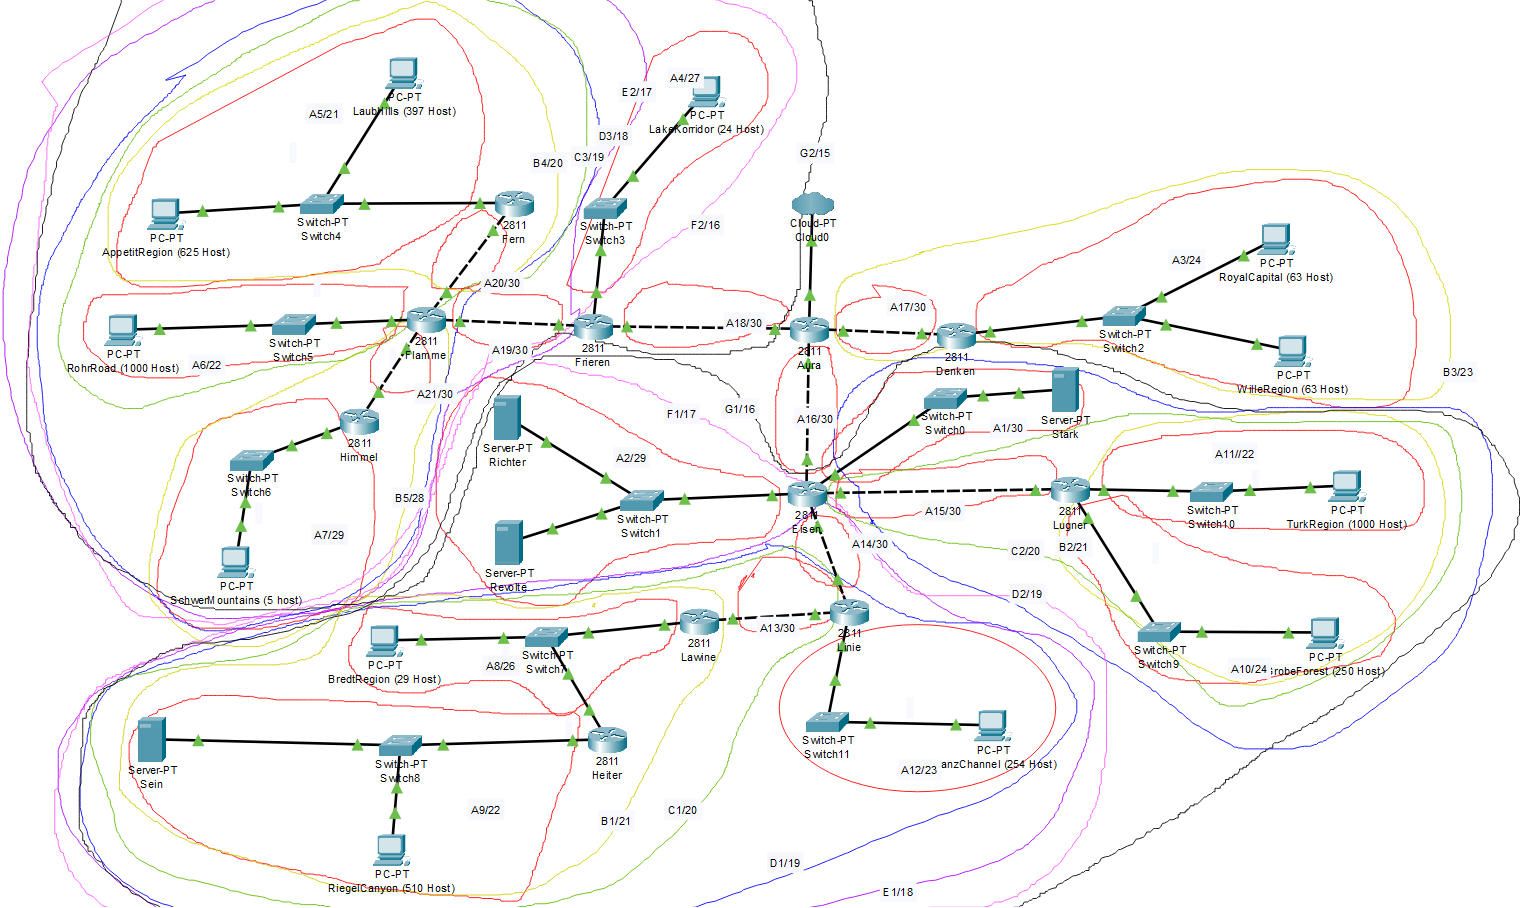 PC-PT
Laubhills (397 Host)
A5/21
PC-PT
AppetitRegion (625 Host)
Switch-PT
Switch4
2811
Fern
B4/20
C3/19
D3/18
E2/17
A4/27
PC-PT
LakeKorridor (24 Host)
Switch-PT
Switch3
F2/16
G2/15
Cloud-PT
Cloud0
A20/30
PC-PT
RohrRoad (1000 Host)
A6/22
Switch-PT
Switch5
2811
Flamme
A19/30
2811
Frieren
A18/30
2811
Aura
A17/30
2811
Denken
A3/24
PC-PT
RoyalCapital (63 Host)
Switch-PT
Switch2
PC-PT
WilleRegion (63 Host)
B3/23
A21/30
2811
Himmel
Switch-PT
Switch6
A7/29
PC-PT
SchwerMountains (5 host)
B5/28
F1/17
G1/16
A16/30
Server-PT
Richter
A2/29
Switch-PT
Switch1
Server-PT
Revolte
Switch-PT
Switch0
A1/30
Server-PT
Stark
2811
Eisen
A15/30
2811
Lugner
A11//22
Switch-PT
Switch10
PC-PT
TurkRegion (1000 Host)
A14/30
C2/20
B2/21
D2/19
Switch-PT
Switch9
A10/24
PC-PT
robeForest (250 Host)
PC-PT
BredtRegion (29 Host)
A8/26
Switch-PT
Switch7
2811
Lawine
A13/30
2811
Linie
Server-PT
Sein
Switch-PT
Switch8
2811
Heiter
A9/22
PC-PT
RiegelCanyon (510 Host)
Switch-PT
Switch11
PC-PT
anzChannel (254 Host)
A12/23
B1/21
C1/20
D1/19
E1/18